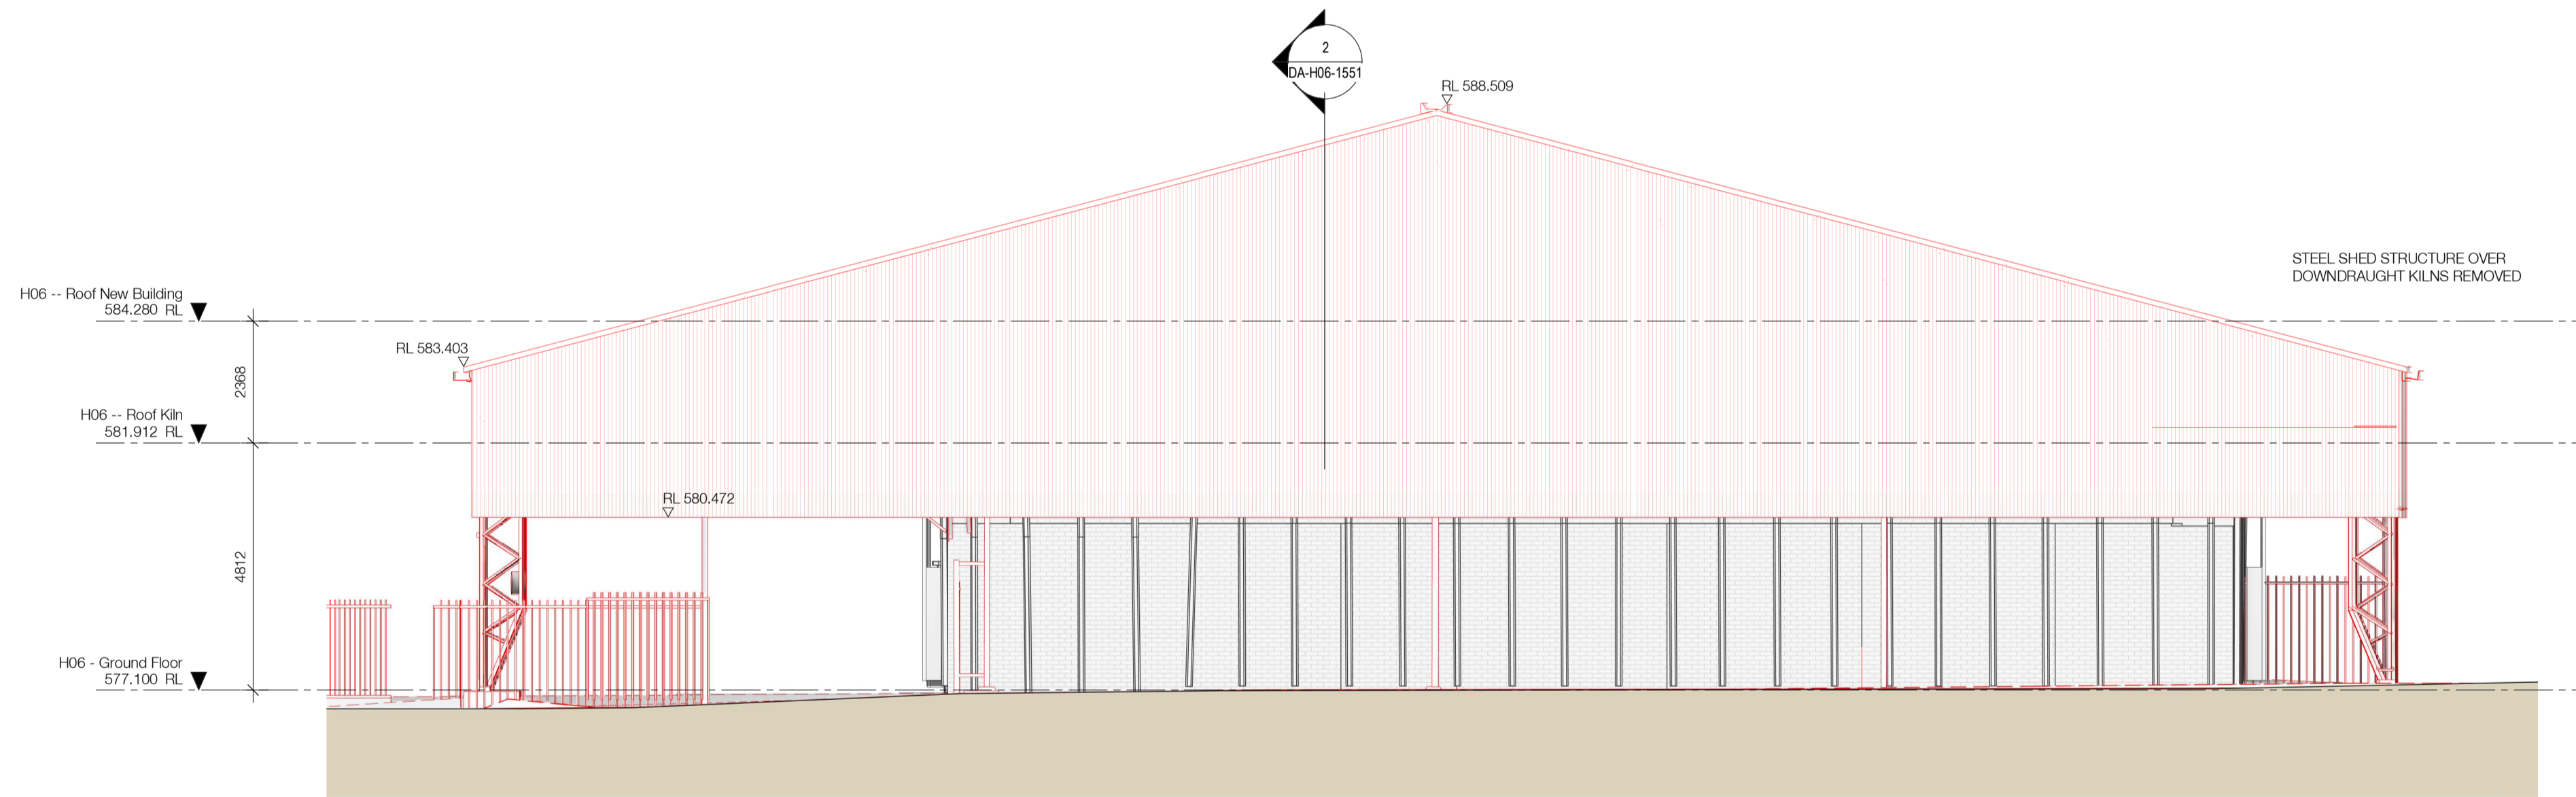 2
DA-H06-1551
RL 588.509
STEEL SHED STRUCTURE OVER
DOWNDRAUGHT KILNS REMOVED
H06 -- Roof New Building
584.280 RL
RL 583.403
2368
H06 -- Roof Kiln
581.912 RL
RL 580.472
4812
H06 - Ground Floor
577.100 RL